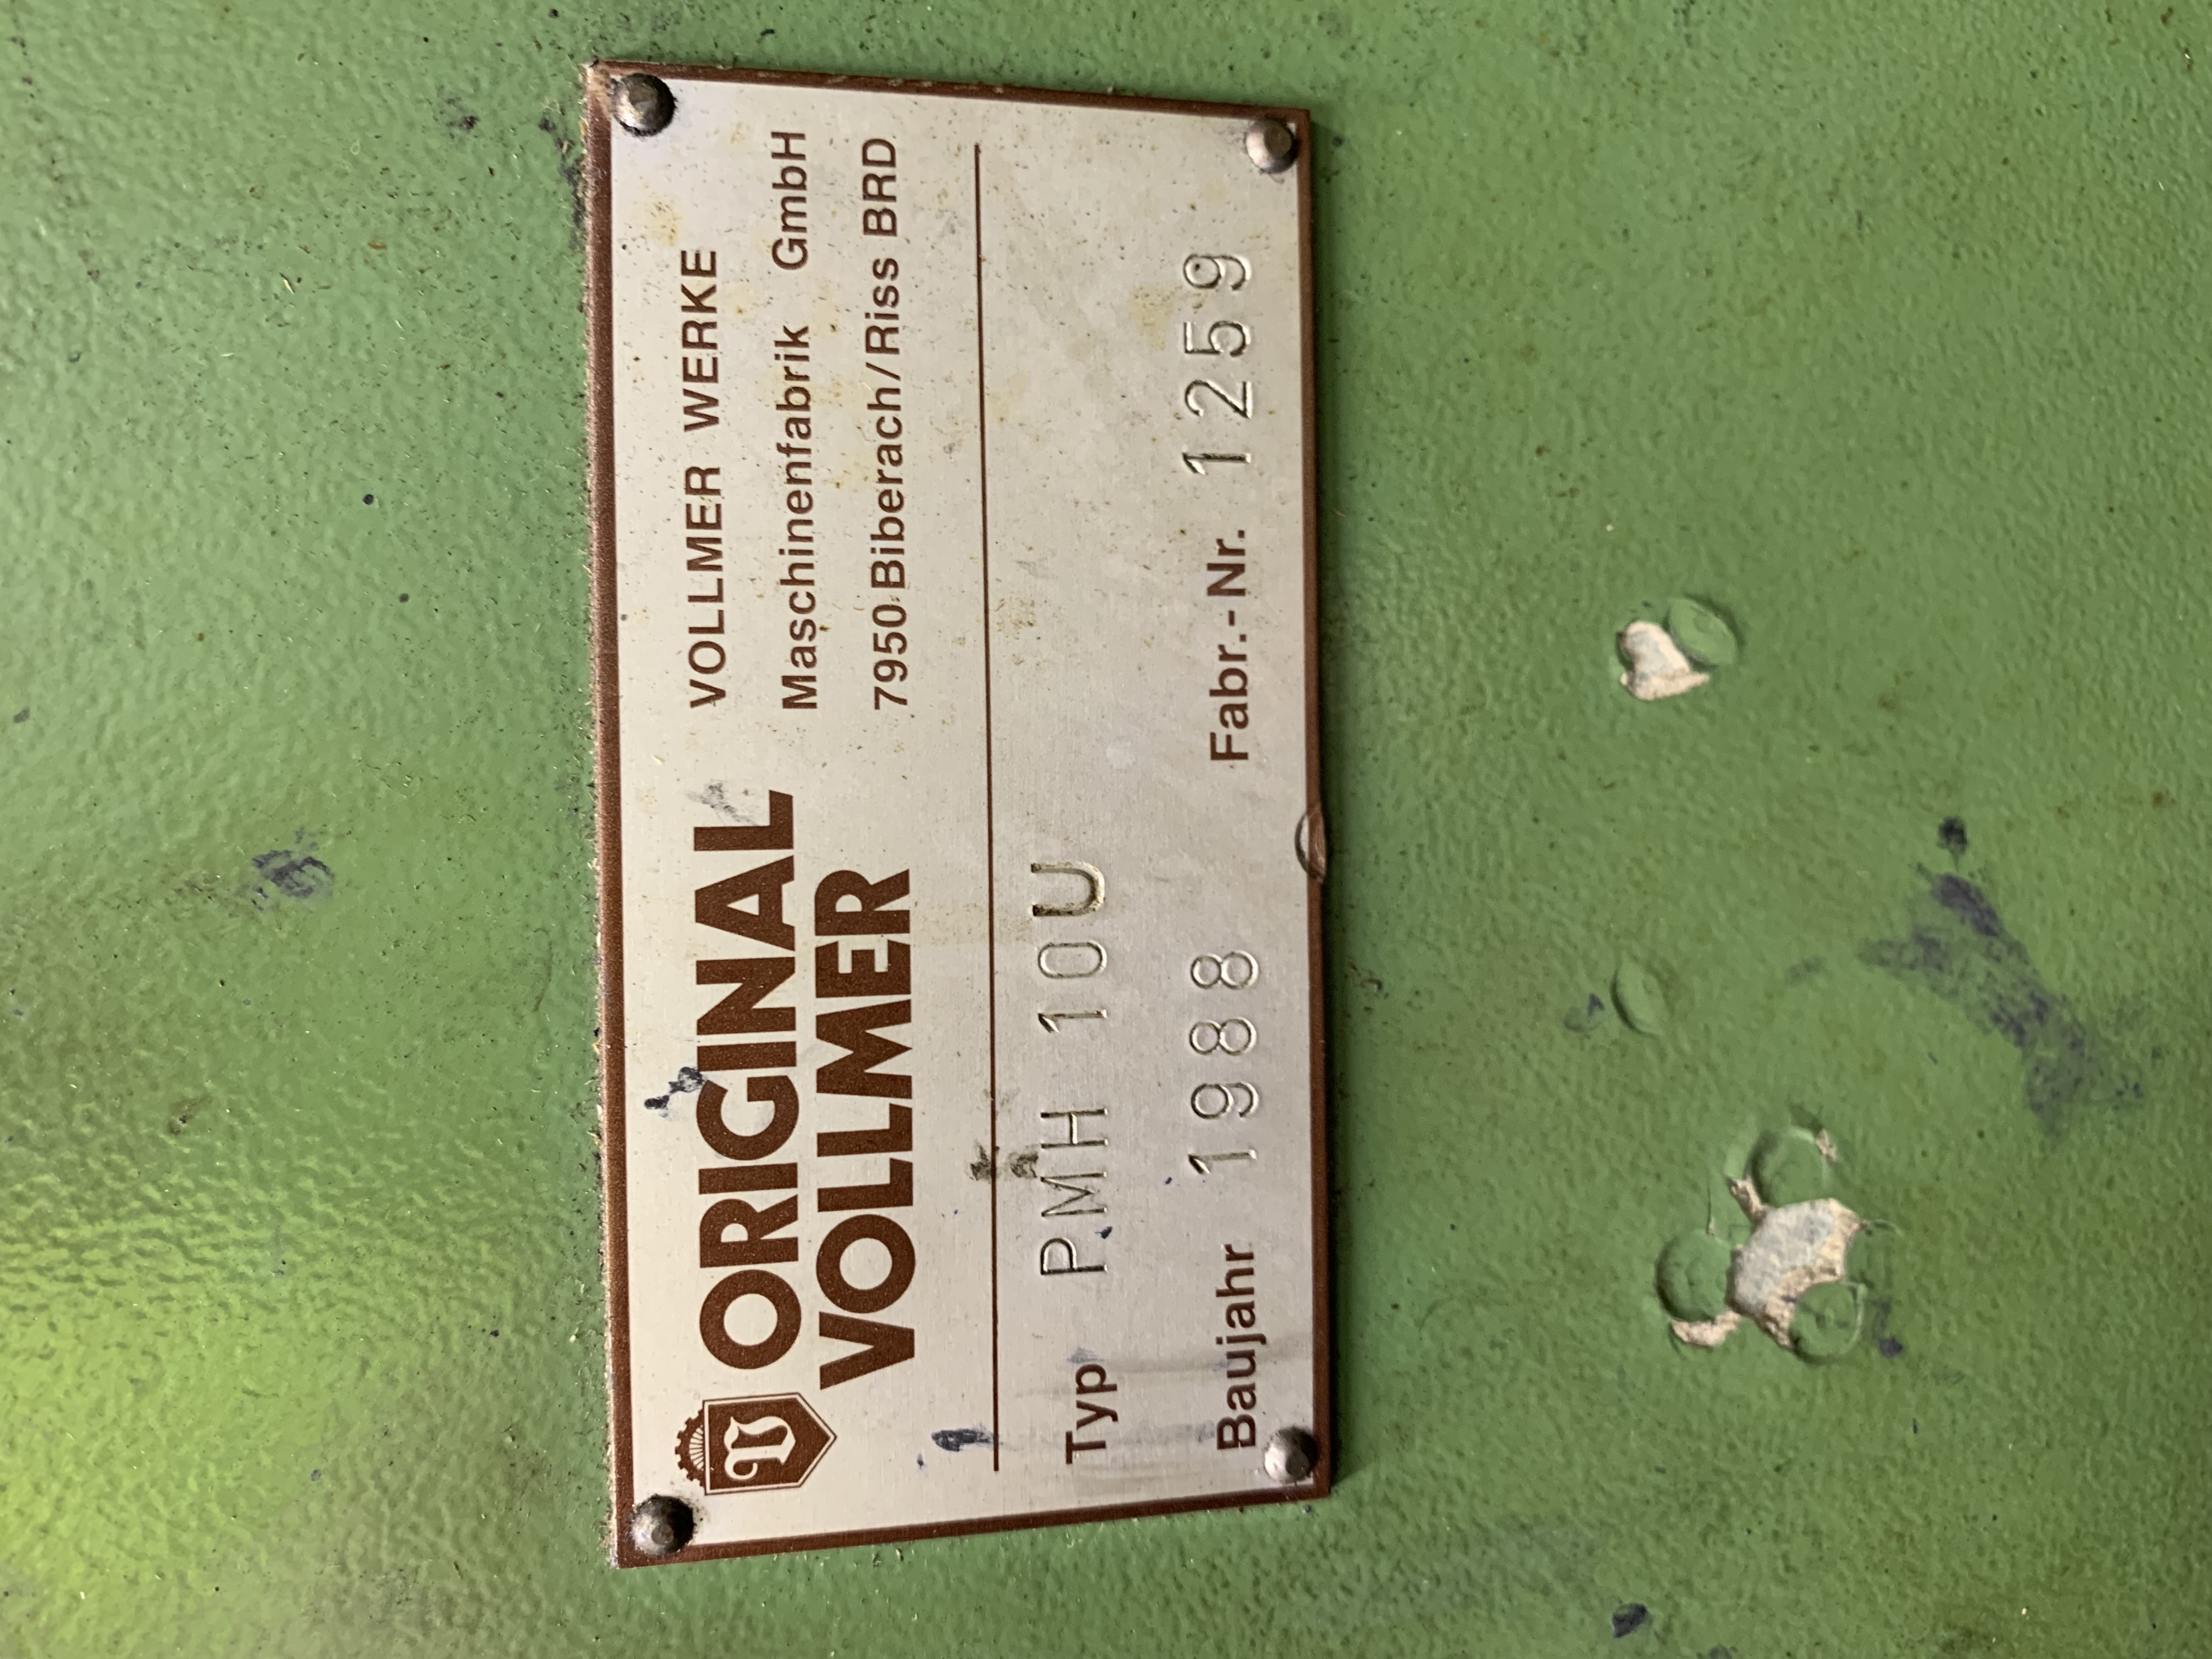 ORIGINAL
VOLLMER
VOLLMER WERKE
Maschinenfabrik GmbH
7950 Biberach/Riss BRD
Typ PMH 10U
Baujahr 1988 Fabr.-Nr. 1259